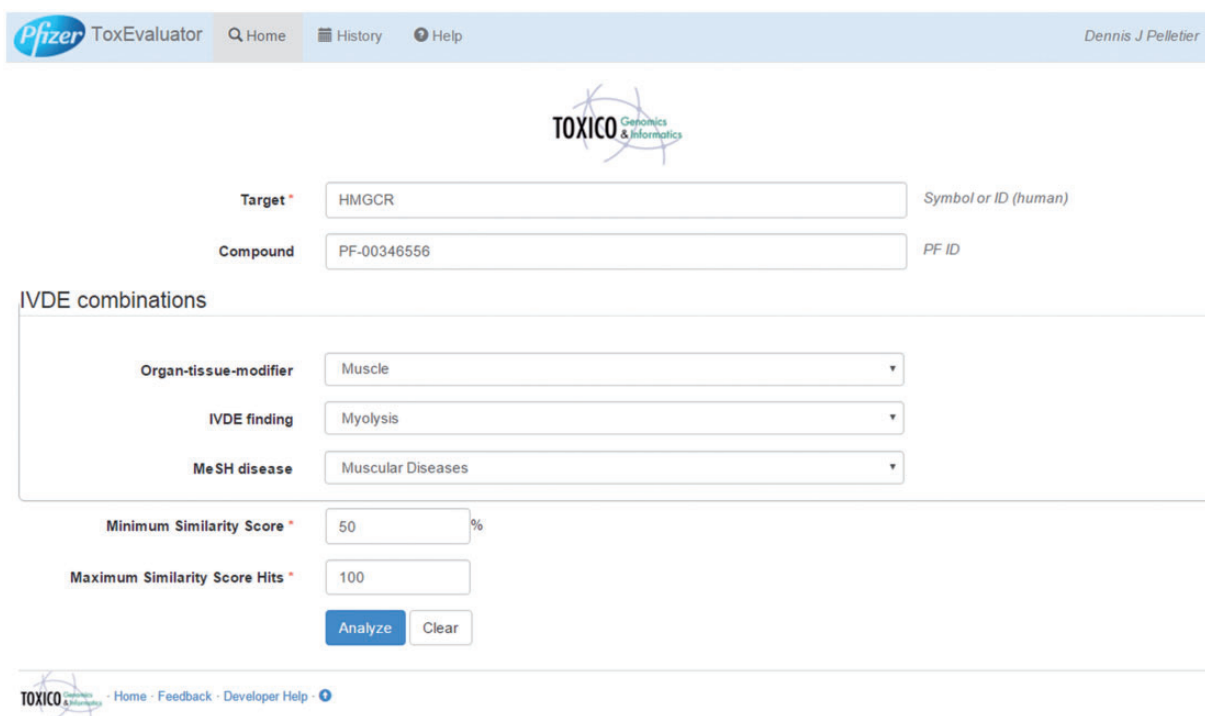 Pfizer ToxEvaluator Home History Help Dennis J Pelletier
TOXICO Genomics & Informatics
Target * HMGCR Symbol or ID (human)
Compound PF-00346556 PF ID
IVDE combinations
Organ-tissue-modifier Muscle
IVDE finding Myolysis
MeSH disease Muscular Diseases
Minimum Similarity Score * 50 %
Maximum Similarity Score Hits * 100
Analyze Clear
TOXICO Genomics & Informatics · Home · Feedback · Developer Help ·